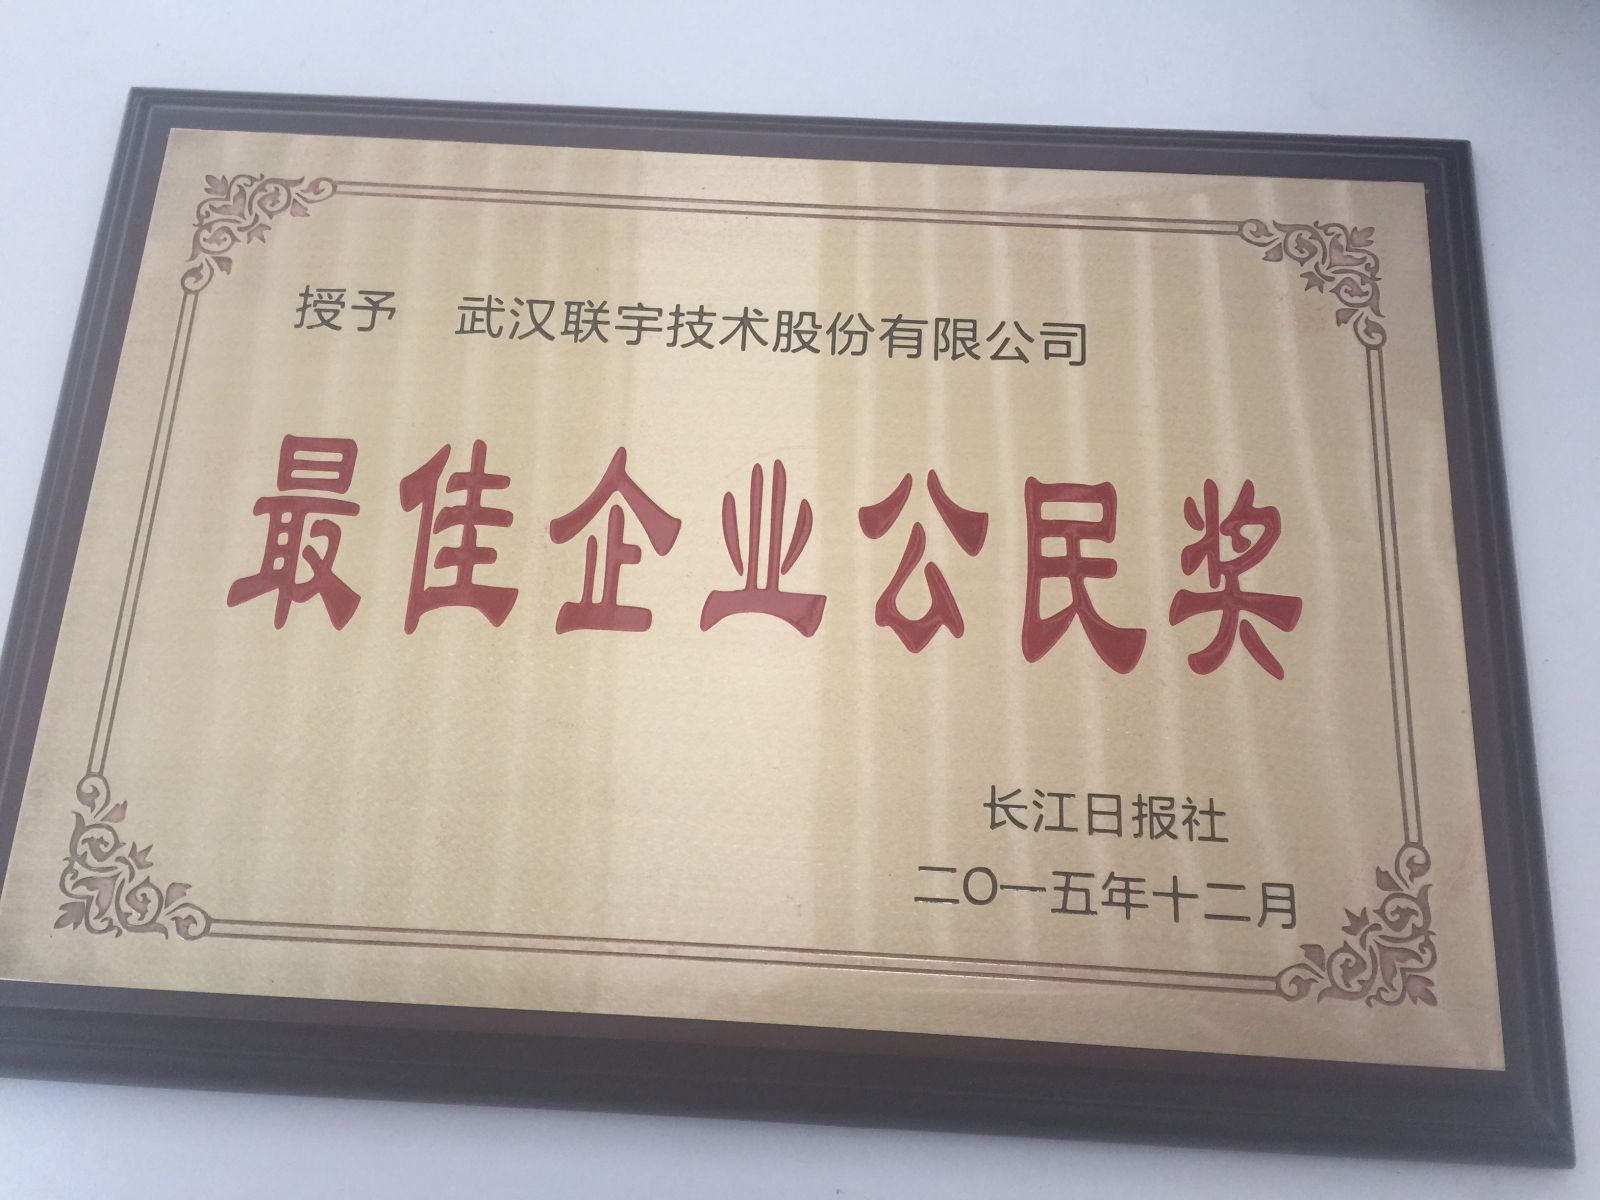 授予 武汉联宇技术股份有限公司
最佳企业公民奖
长江日报社
二〇一五年十二月